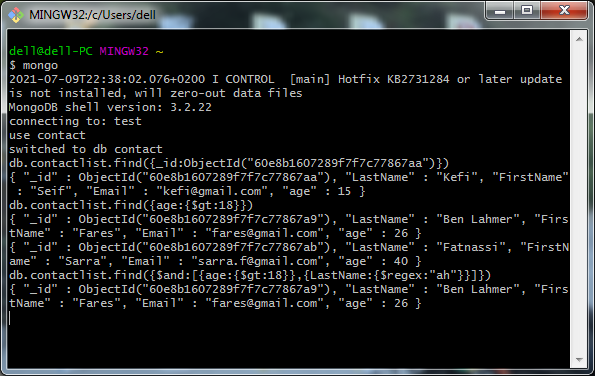 MINGW32:/c/Users/dell
dell@dell-PC MINGW32 ~
$ mongo
2021-07-09T22:38:02.076+0200 I CONTROL  [main] Hotfix KB2731284 or later update
is not installed, will zero-out data files
MongoDB shell version: 3.2.22
connecting to: test
use contact
switched to db contact
db.contactlist.find({_id:ObjectId("60e8b1607289f7f7c77867aa")})
{ "_id" : ObjectId("60e8b1607289f7f7c77867aa"), "LastName" : "Kefi", "FirstName"
 : "Seif", "Email" : "kefi@gmail.com", "age" : 15 }
db.contactlist.find({age:{$gt:18}})
{ "_id" : ObjectId("60e8b1607289f7f7c77867a9"), "LastName" : "Ben Lahmer", "Firs
tName" : "Fares", "Email" : "fares@gmail.com", "age" : 26 }
{ "_id" : ObjectId("60e8b1607289f7f7c77867ab"), "LastName" : "Fatnassi", "FirstN
ame" : "Sarra", "Email" : "sarra.f@gmail.com", "age" : 40 }
db.contactlist.find({$and:[{age:{$gt:18}},{LastName:{$regex:"ah"}}]})
{ "_id" : ObjectId("60e8b1607289f7f7c77867a9"), "LastName" : "Ben Lahmer", "Firs
tName" : "Fares", "Email" : "fares@gmail.com", "age" : 26 }